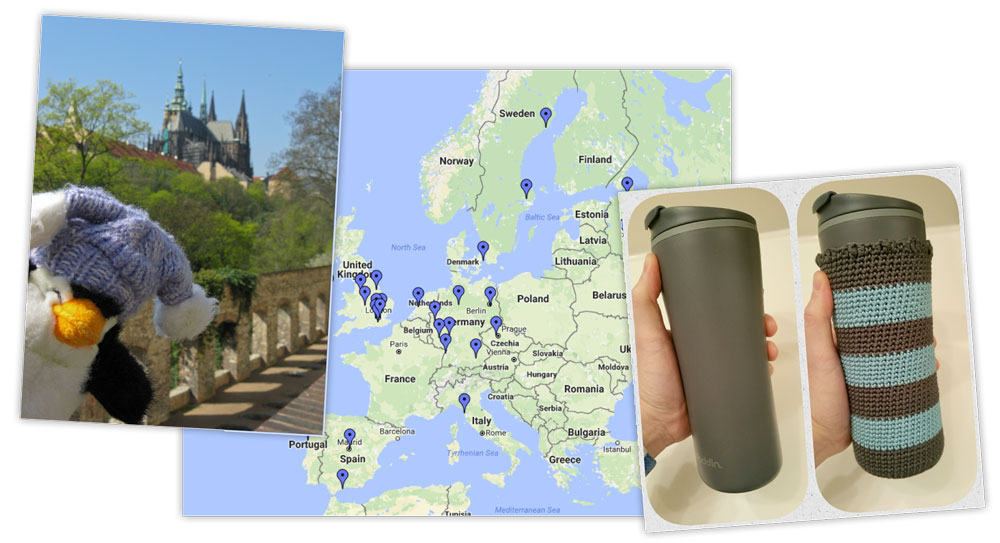 Sweden
Norway
Finland
Baltic Sea
Estonia
Latvia
Lithuania
North Sea
Denmark
United
Kingdom
Netherlands
Berlin
Poland
Belarus
Belgium
Germany
Prague
Paris
Czechia
Vienna
Slovakia
Austria
Moldova
France
Hungary
Croatia
Romania
Serbia
Italy
Rome
Bulgaria
Istanbul
Barcelona
Portugal
Madrid
Spain
Tyrrhenian Sea
Greece
Tunisia
Mediterranean Sea